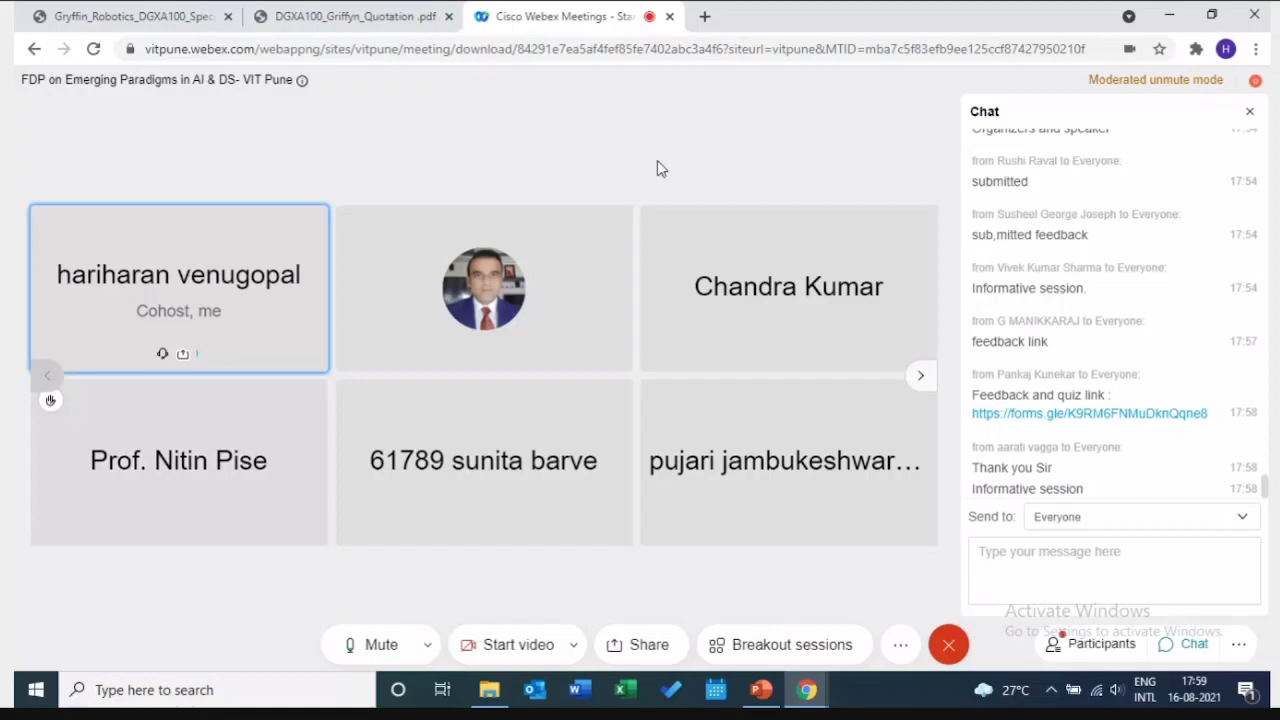 Gryffin_Robotics_DGXA100_Spec
DGXA100_Griffyn_Quotation .pdf
Cisco Webex Meetings - Sta
vitpune.webex.com/webappng/sites/vitpune/meeting/download/84291e7ea5af4fef85fe7402abc3a4f6?siteurl=vitpune&MTID=mba7c5f83efb9ee125ccf87427950210f
H
FDP on Emerging Paradigms in AI & DS- VIT Pune
Moderated unmute mode
hariharan venugopal
Cohost, me
Chandra Kumar
Prof. Nitin Pise
61789 sunita barve
pujari jambukeshwar…
Chat
Organizers and speaker 17:54
from Rushi Raval to Everyone:
submitted 17:54
from Susheel George Joseph to Everyone:
sub,mitted feedback 17:54
from Vivek Kumar Sharma to Everyone:
Informative session. 17:54
from G MANIKKARAJ to Everyone:
feedback link 17:57
from Pankaj Kunekar to Everyone:
Feedback and quiz link :
https://forms.gle/K9RM6FNMuDknQqne8 17:58
from aarati vagga to Everyone:
Thank you Sir 17:58
Informative session 17:58
Send to: Everyone
Type your message here
Activate Windows
Go to Settings to activate Windows.
Mute
Start video
Share
Breakout sessions
Participants
Chat
Type here to search
27°C
ENG
INTL
17:59
16-08-2021
1